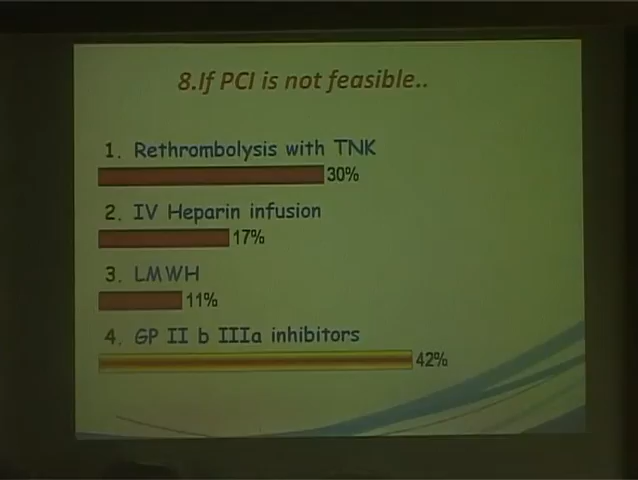 8.If PCI is not feasible..
1. Rethrombolysis with TNK
30%
2. IV Heparin infusion
17%
3. LMWH
11%
4. GP II b IIIa inhibitors
42%